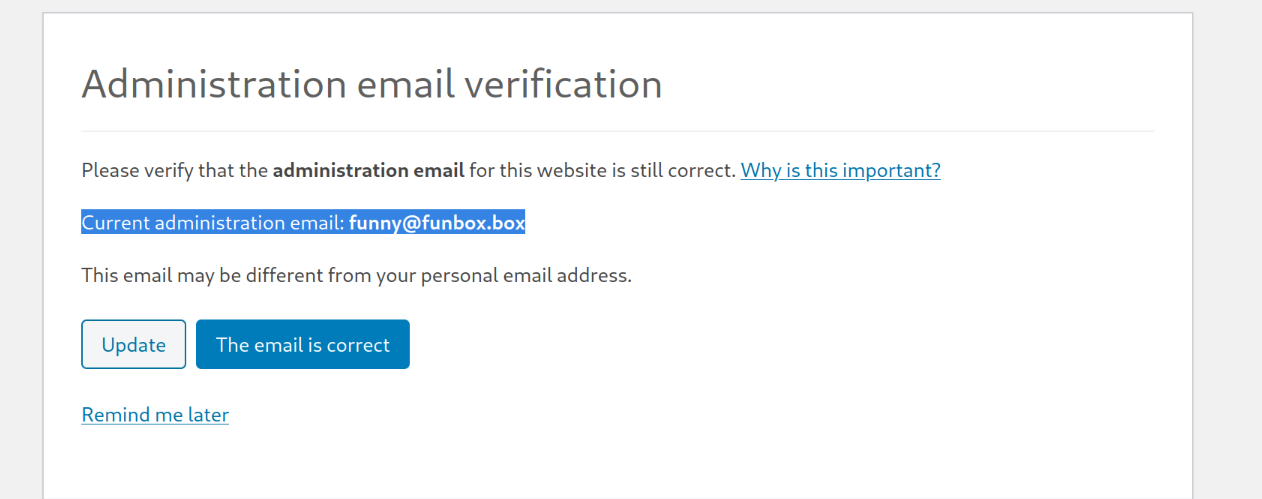 Administration email verification
Please verify that the administration email for this website is still correct. Why is this important?
Current administration email: funny@funbox.box
This email may be different from your personal email address.
Update The email is correct
Remind me later